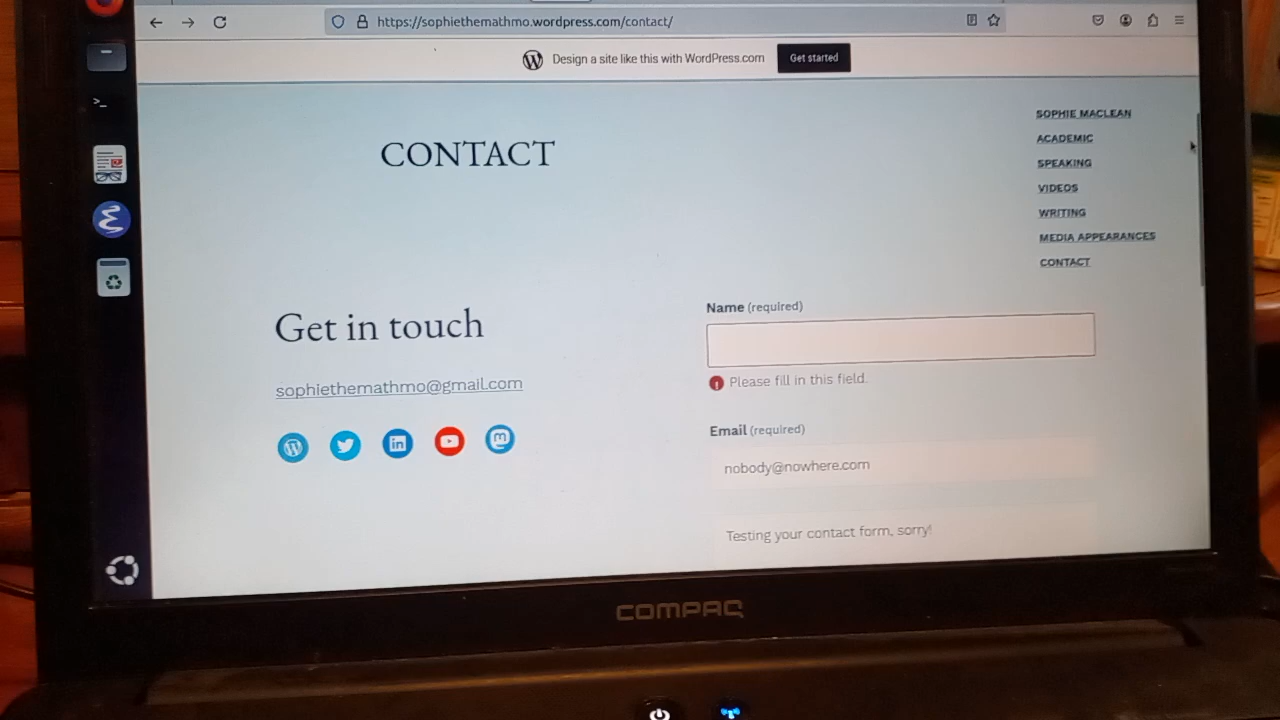 https://sophiethemathmo.wordpress.com/contact/
Design a site like this with WordPress.com
Get started
CONTACT
SOPHIE MACLEAN
ACADEMIC
SPEAKING
VIDEOS
WRITING
MEDIA APPEARANCES
CONTACT
Get in touch
sophiethemathmo@gmail.com
Name (required)
Please fill in this field.
Email (required)
nobody@nowhere.com
Testing your contact form, sorry!
COMPAQ